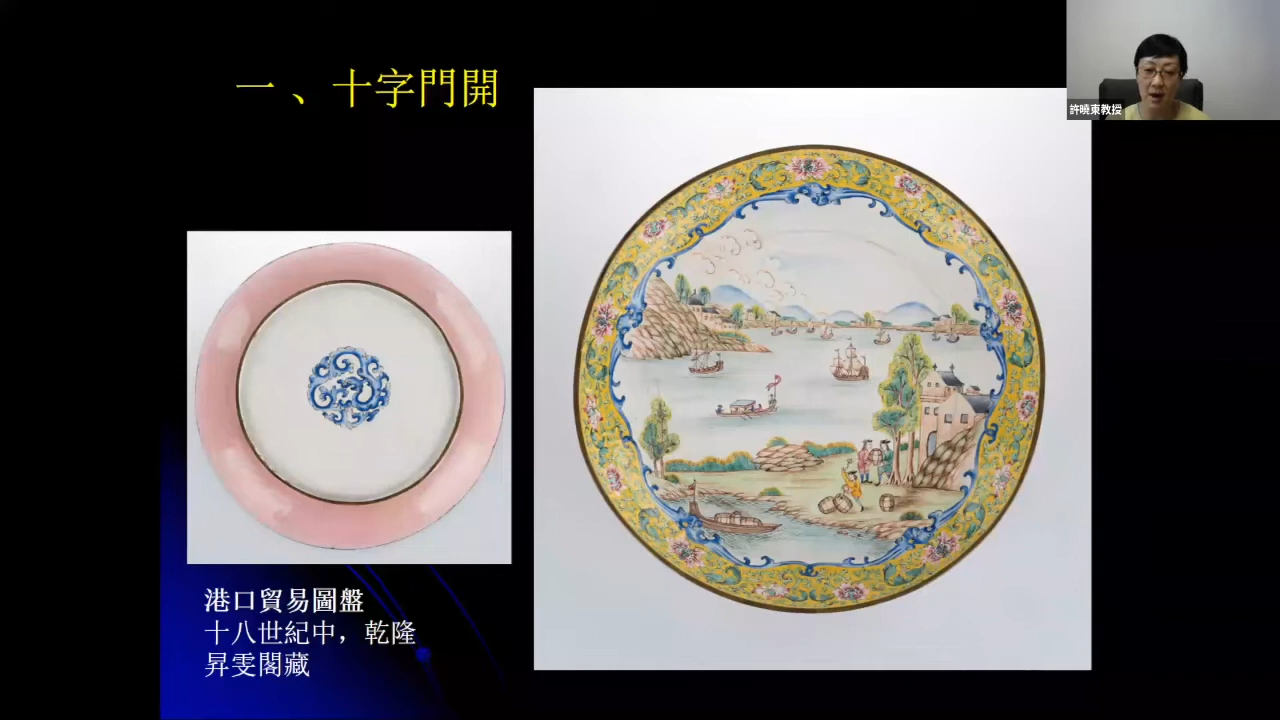 一、十字門開
許曉東教授
港口貿易圖盤
十八世紀中，乾隆
昇雯閣藏